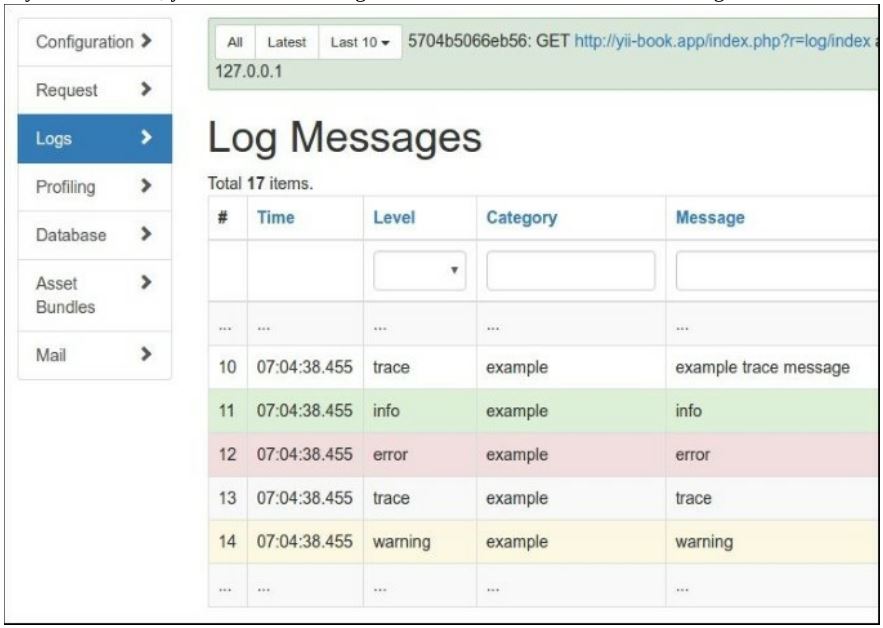 Configuration
Request
Logs
Profiling
Database
Asset
Bundles
Mail
All Latest Last 10 5704b5066eb56: GET http://yii-book.app/index.php?r=log/index
127.0.0.1
Log Messages
Total 17 items.
# Time Level Category Message
... ... ... ... ...
10 07:04:38.455 trace example example trace message
11 07:04:38.455 info example info
12 07:04:38.455 error example error
13 07:04:38.455 trace example trace
14 07:04:38.455 warning example warning
... ... ... ... ...